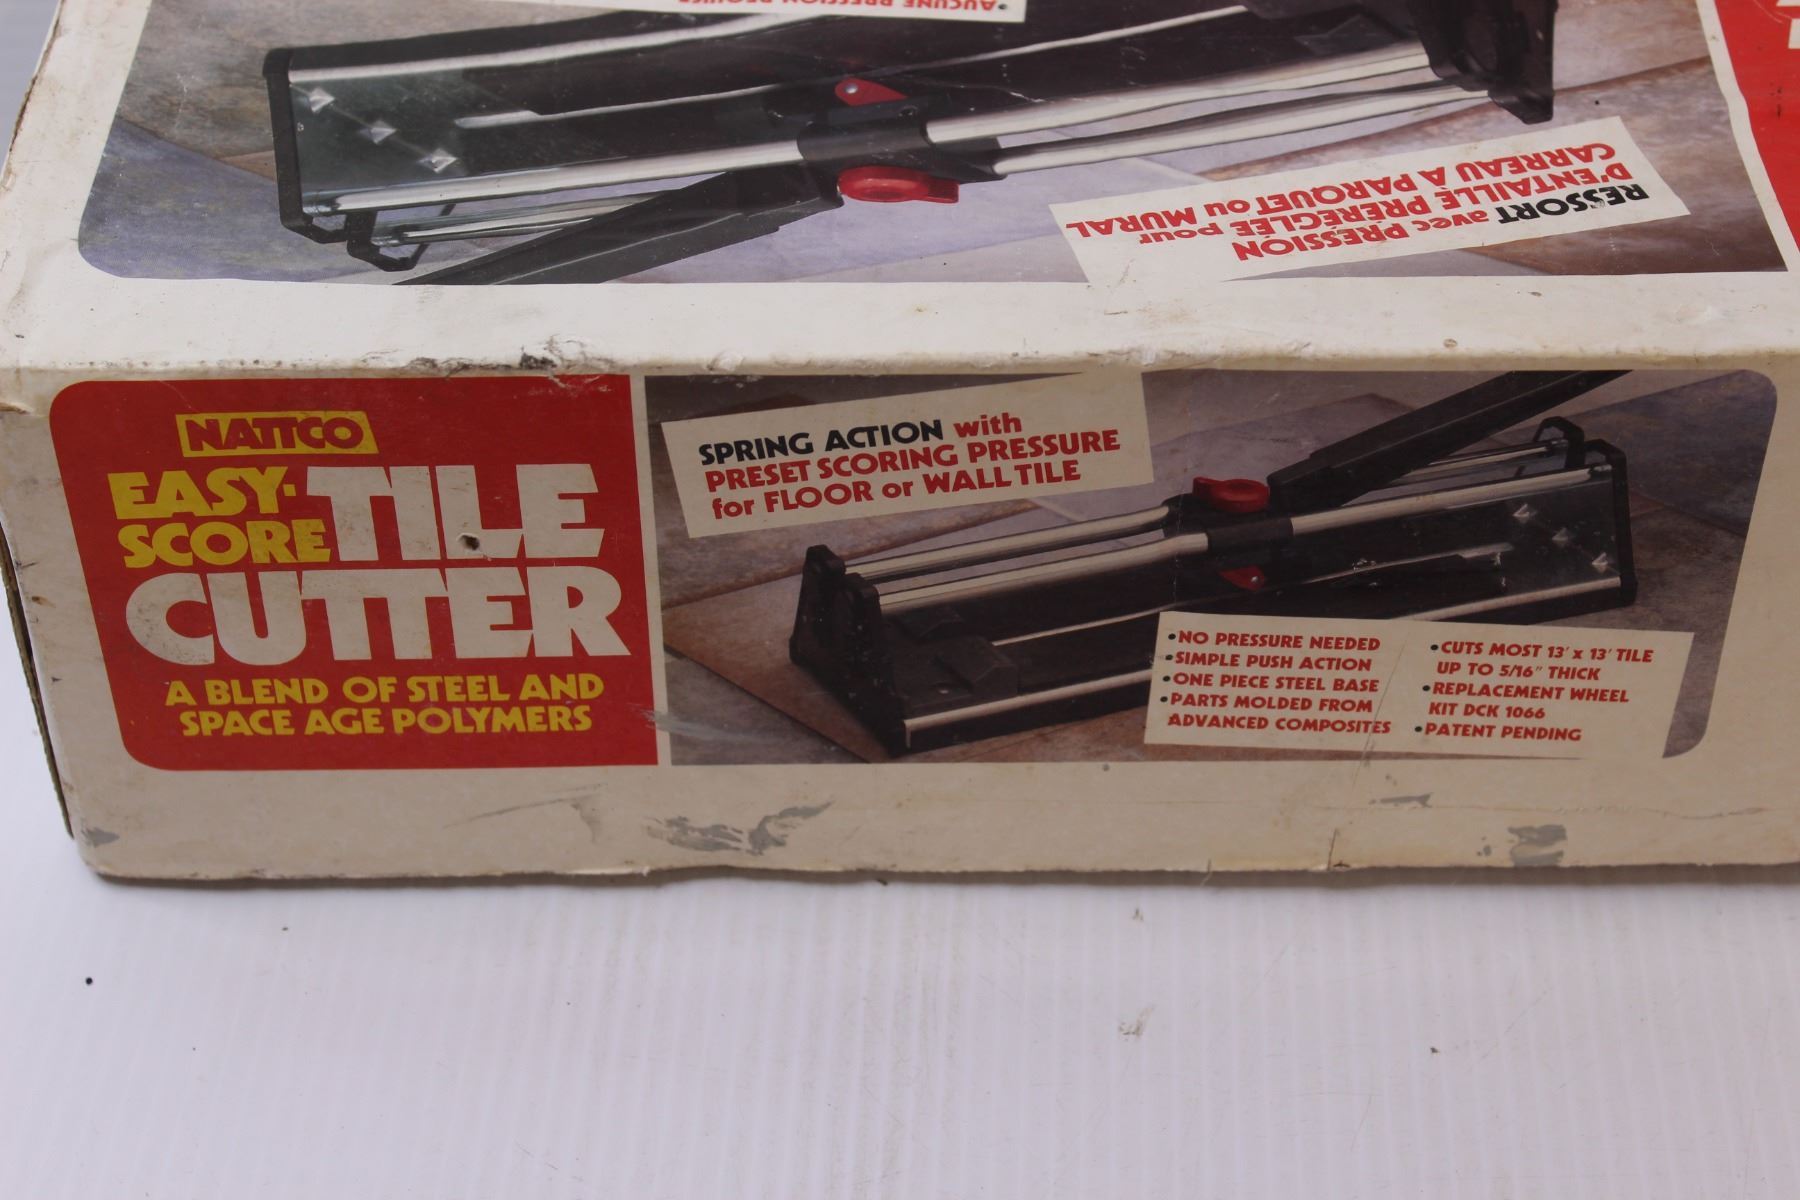 AUCUNE PRESSION REQUISE
RESSORT avec PRESSION
D'ENTAILLE PRÉRÉGLÉE pour
CARREAU A PARQUET ou MURAL
NATTCO
EASY-
SCORE
TILE
CUTTER
A BLEND OF STEEL AND
SPACE AGE POLYMERS
SPRING ACTION with
PRESET SCORING PRESSURE
for FLOOR or WALL TILE
•NO PRESSURE NEEDED
•SIMPLE PUSH ACTION
•ONE PIECE STEEL BASE
•PARTS MOLDED FROM
ADVANCED COMPOSITES
•CUTS MOST 13' x 13' TILE
UP TO 5/16" THICK
•REPLACEMENT WHEEL
KIT DCK 1066
•PATENT PENDING